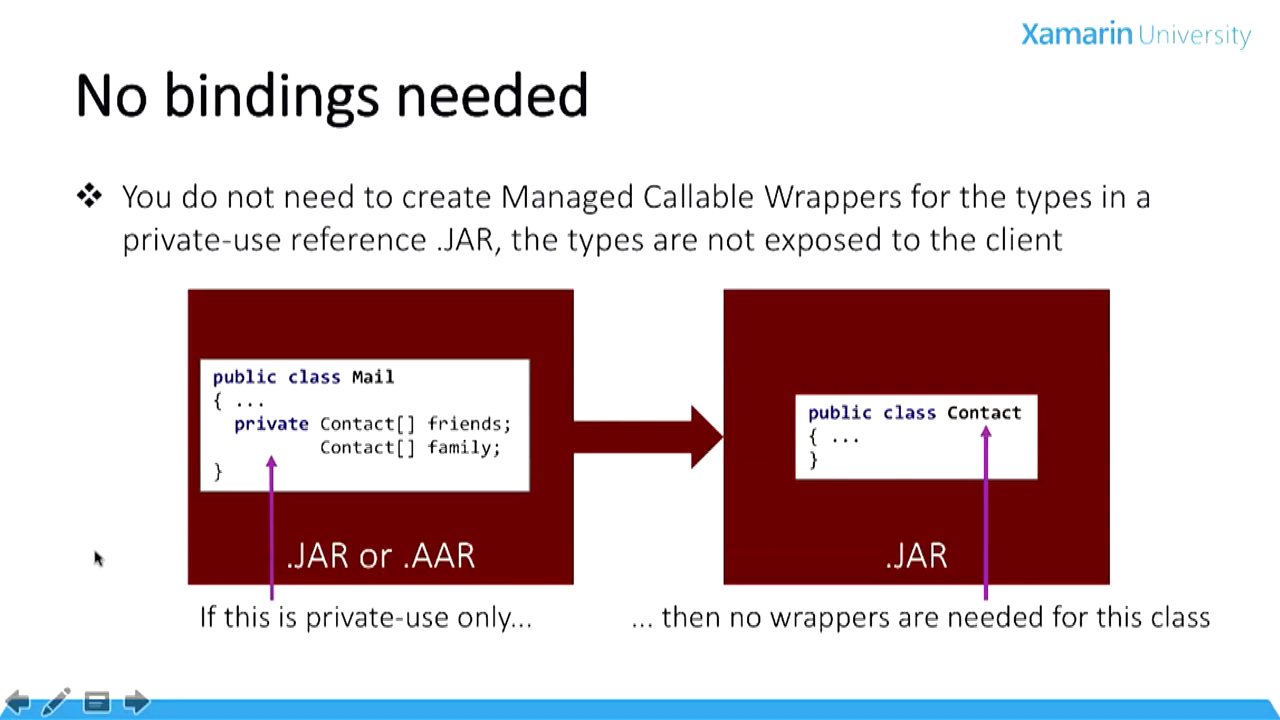 Xamarin University
No bindings needed
❖ You do not need to create Managed Callable Wrappers for the types in a
private-use reference .JAR, the types are not exposed to the client
public class Mail
{ ...
private Contact[] friends;
Contact[] family;
}
.JAR or .AAR
public class Contact
{ ...
}
.JAR
If this is private-use only...
... then no wrappers are needed for this class